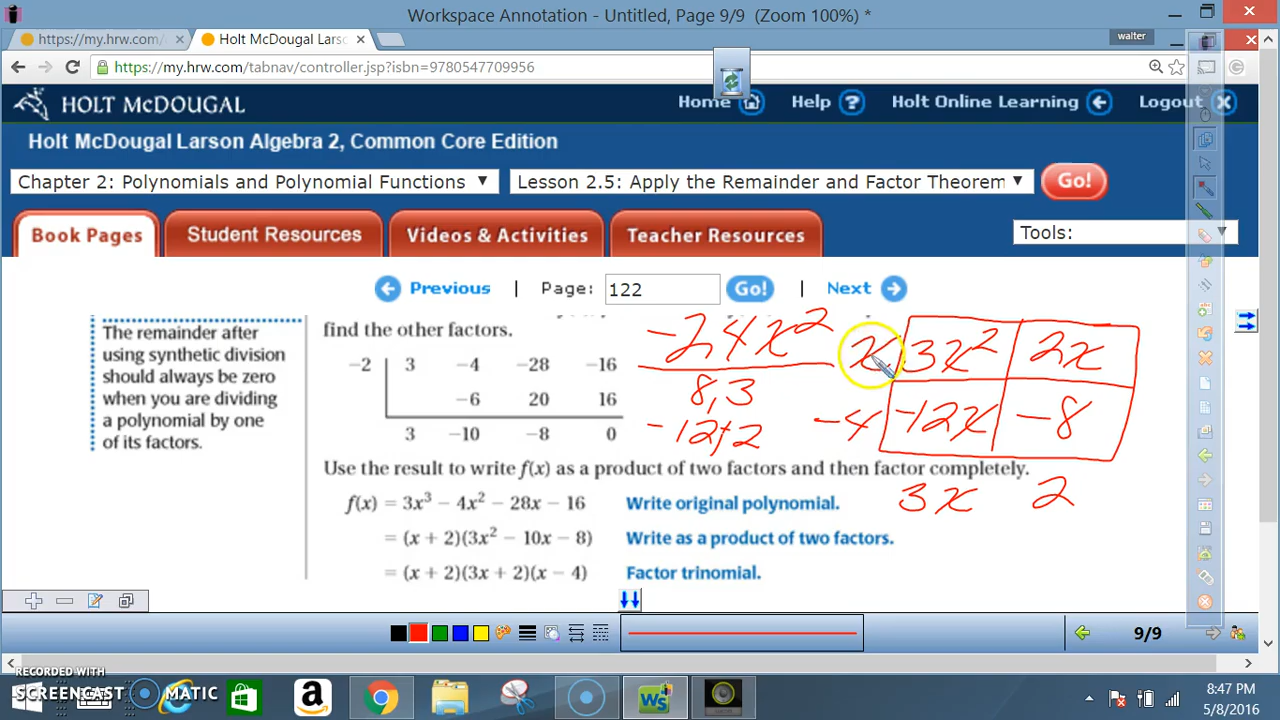 Workspace Annotation - Untitled, Page 9/9 (Zoom 100%) *
https://my.hrw.com/ ×
Holt McDougal Lars ×
walter
https://my.hrw.com/tabnav/controller.jsp?isbn=9780547709956
HOLT MCDOUGAL
Home
Help ?
Holt Online Learning
Logout X
Holt McDougal Larson Algebra 2, Common Core Edition
Chapter 2: Polynomials and Polynomial Functions
Lesson 2.5: Apply the Remainder and Factor Theorem
Go!
Book Pages
Student Resources
Videos & Activities
Teacher Resources
Tools:
Previous | Page: 122 Go! | Next
The remainder after
using synthetic division
should always be zero
when you are dividing
a polynomial by one
of its factors.
find the other factors.
-2 3 -4 -28 -16
-6 20 16
3 -10 -8 0
-24x²
8,3
-12+2
x 3x² 2x
-4 -12x -8
3x 2
Use the result to write f(x) as a product of two factors and then factor completely.
f(x) = 3x³ − 4x² − 28x − 16 Write original polynomial.
= (x + 2)(3x² − 10x − 8) Write as a product of two factors.
= (x + 2)(3x + 2)(x − 4) Factor trinomial.
9/9
RECORDED WITH
SCREENCAST MATIC
WS
8:47 PM
5/8/2016